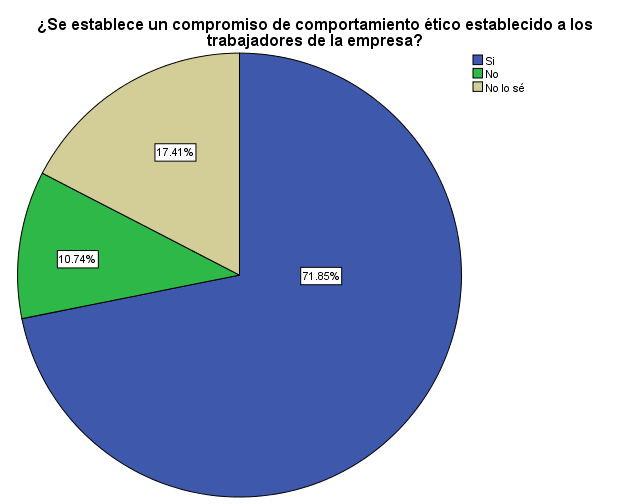 ¿Se establece un compromiso de comportamiento ético establecido a los
trabajadores de la empresa?
Si
No
No lo sé
17.41%
10.74%
71.85%